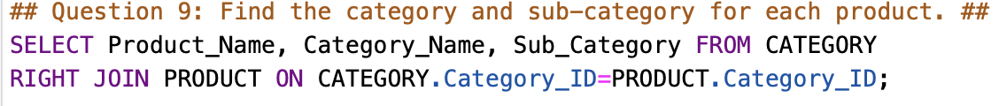 ## Question 9: Find the category and sub-category for each product. ##
SELECT Product_Name, Category_Name, Sub_Category FROM CATEGORY
RIGHT JOIN PRODUCT ON CATEGORY.Category_ID=PRODUCT.Category_ID;